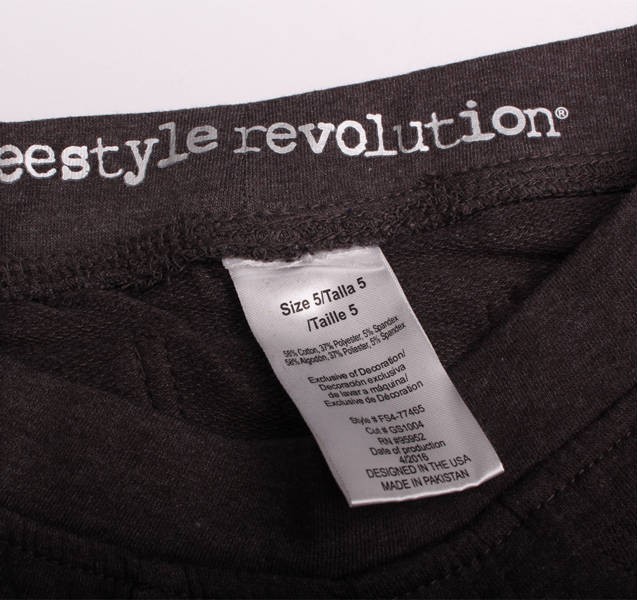 eestyle revolution®
Size 5/Talla 5
/Taille 5
58% Cotton, 37% Polyester, 5% Spandex
58% Algodón, 37% Poliester, 5% Spandex
Exclusive of Decoration/
Decoración exclusiva
de lavar a máquina/
Exclusive de Décoration
Style # FS4-77465
Cut # GS1004
RN #95952
Date of production
4/2016
DESIGNED IN THE USA
MADE IN PAKISTAN